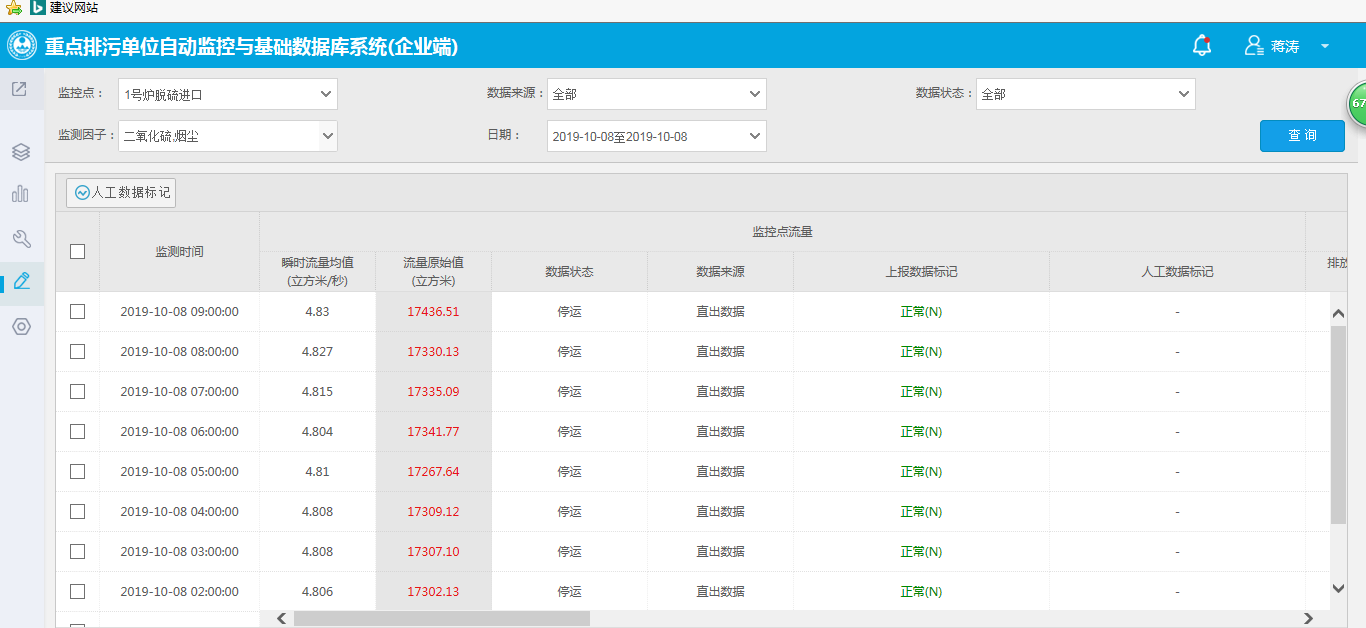 建议网站
重点排污单位自动监控与基础数据库系统(企业端)
蒋涛
监控点： 1号炉脱硫进口 数据来源： 全部 数据状态： 全部
67
监测因子： 二氧化硫,烟尘 日期： 2019-10-08至2019-10-08 查 询
人工数据标记
监测时间 监控点流量
瞬时流量均值 (立方米/秒) 流量原始值 (立方米) 数据状态 数据来源 上报数据标记 人工数据标记 排放
2019-10-08 09:00:00 4.83 17436.51 停运 直出数据 正常(N) -
2019-10-08 08:00:00 4.827 17330.13 停运 直出数据 正常(N) -
2019-10-08 07:00:00 4.815 17335.09 停运 直出数据 正常(N) -
2019-10-08 06:00:00 4.804 17341.77 停运 直出数据 正常(N) -
2019-10-08 05:00:00 4.81 17267.64 停运 直出数据 正常(N) -
2019-10-08 04:00:00 4.808 17309.12 停运 直出数据 正常(N) -
2019-10-08 03:00:00 4.808 17307.10 停运 直出数据 正常(N) -
2019-10-08 02:00:00 4.806 17302.13 停运 直出数据 正常(N) -